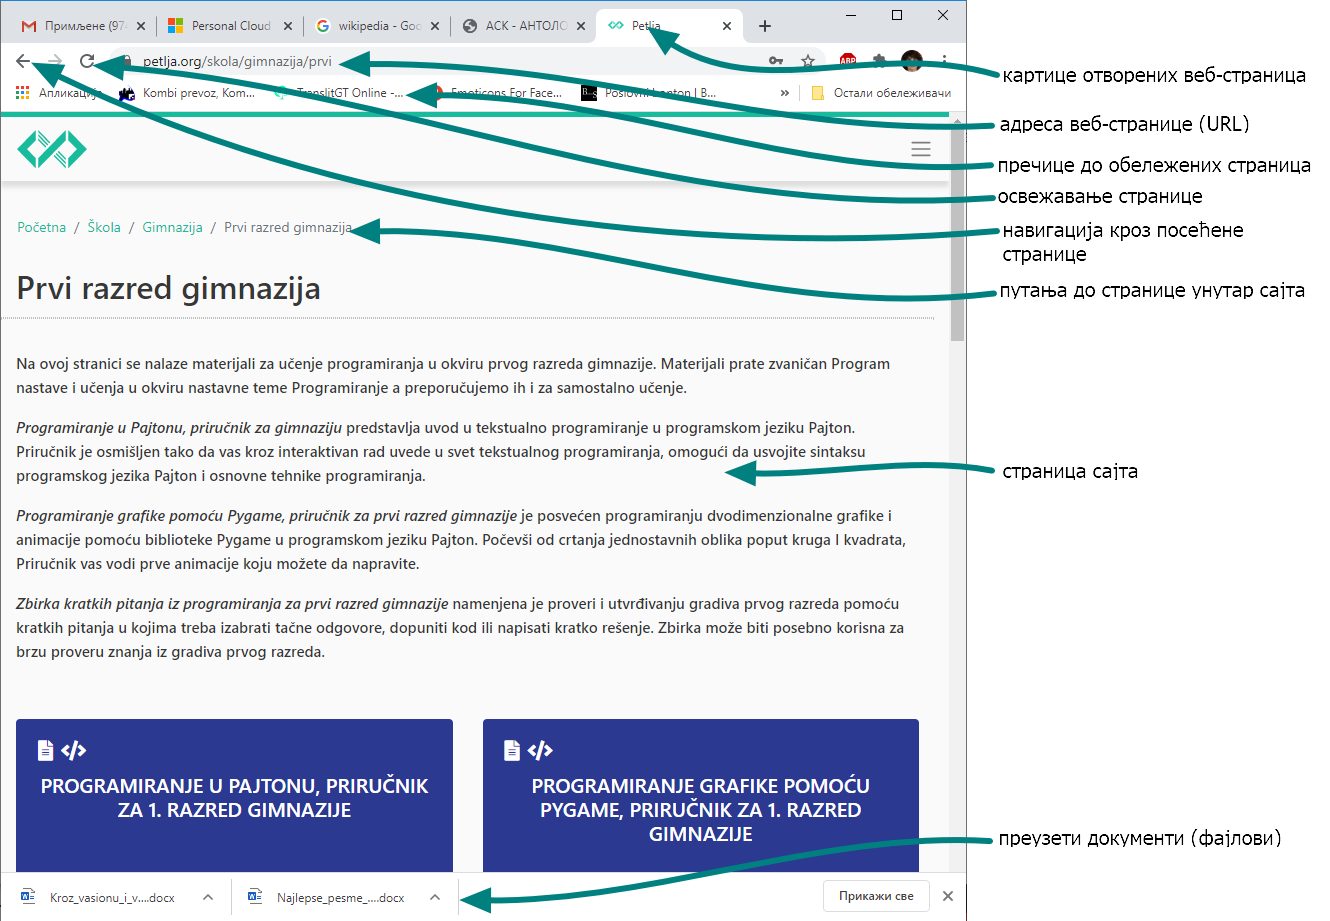 Примљене (974
Personal Cloud
wikipedia - Goo
АСК - АНТОЛО
Petlja
petlja.org/skola/gimnazija/prvi
ABP
Апликације
Kombi prevoz, Kom...
TranslitGT Online -...
Emoticons For Face...
Poslovni bonton | B...
»
Остали обележивачи
Početna / Škola / Gimnazija / Prvi razred gimnazija
Prvi razred gimnazija
Na ovoj stranici se nalaze materijali za učenje programiranja u okviru prvog razreda gimnazije. Materijali prate zvaničan Program
nastave i učenja u okviru nastavne teme Programiranje a preporučujemo ih i za samostalno učenje.
Programiranje u Pajtonu, priručnik za gimnaziju predstavlja uvod u tekstualno programiranje u programskom jeziku Pajton.
Priručnik je osmišljen tako da vas kroz interaktivan rad uvede u svet tekstualnog programiranja, omogući da usvojite sintaksu
programskog jezika Pajton i osnovne tehnike programiranja.
Programiranje grafike pomoću Pygame, priručnik za prvi razred gimnazije je posvećen programiranju dvodimenzionalne grafike i
animacije pomoću biblioteke Pygame u programskom jeziku Pajton. Počevši od crtanja jednostavnih oblika poput kruga I kvadrata,
Priručnik vas vodi prve animacije koju možete da napravite.
Zbirka kratkih pitanja iz programiranja za prvi razred gimnazije namenjena je proveri i utvrđivanju gradiva prvog razreda pomoću
kratkih pitanja u kojima treba izabrati tačne odgovore, dopuniti kod ili napisati kratko rešenje. Zbirka može biti posebno korisna za
brzu proveru znanja iz gradiva prvog razreda.
PROGRAMIRANJE U PAJTONU, PRIRUČNIK
ZA 1. RAZRED GIMNAZIJE
PROGRAMIRANJE GRAFIKE POMOĆU
PYGAME, PRIRUČNIK ZA 1. RAZRED
GIMNAZIJE
Kroz_vasionu_i_v....docx
Najlepse_pesme_....docx
Прикажи све
картице отворених веб-страница
адреса веб-странице (URL)
пречице до обележених страница
освежавање странице
навигација кроз посећене
странице
путања до странице унутар сајта
страница сајта
преузети документи (фајлови)